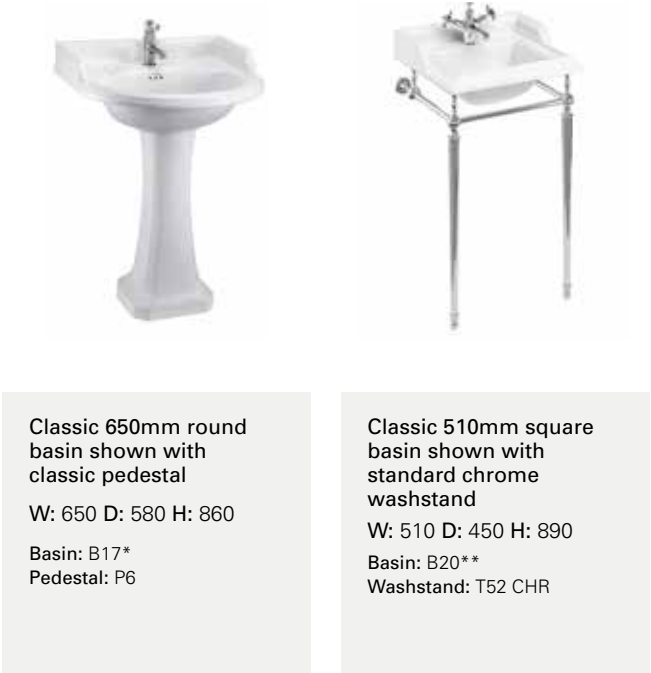 Classic 650mm round
basin shown with
classic pedestal
W: 650 D: 580 H: 860
Basin: B17*
Pedestal: P6
Classic 510mm square
basin shown with
standard chrome
washstand
W: 510 D: 450 H: 890
Basin: B20**
Washstand: T52 CHR